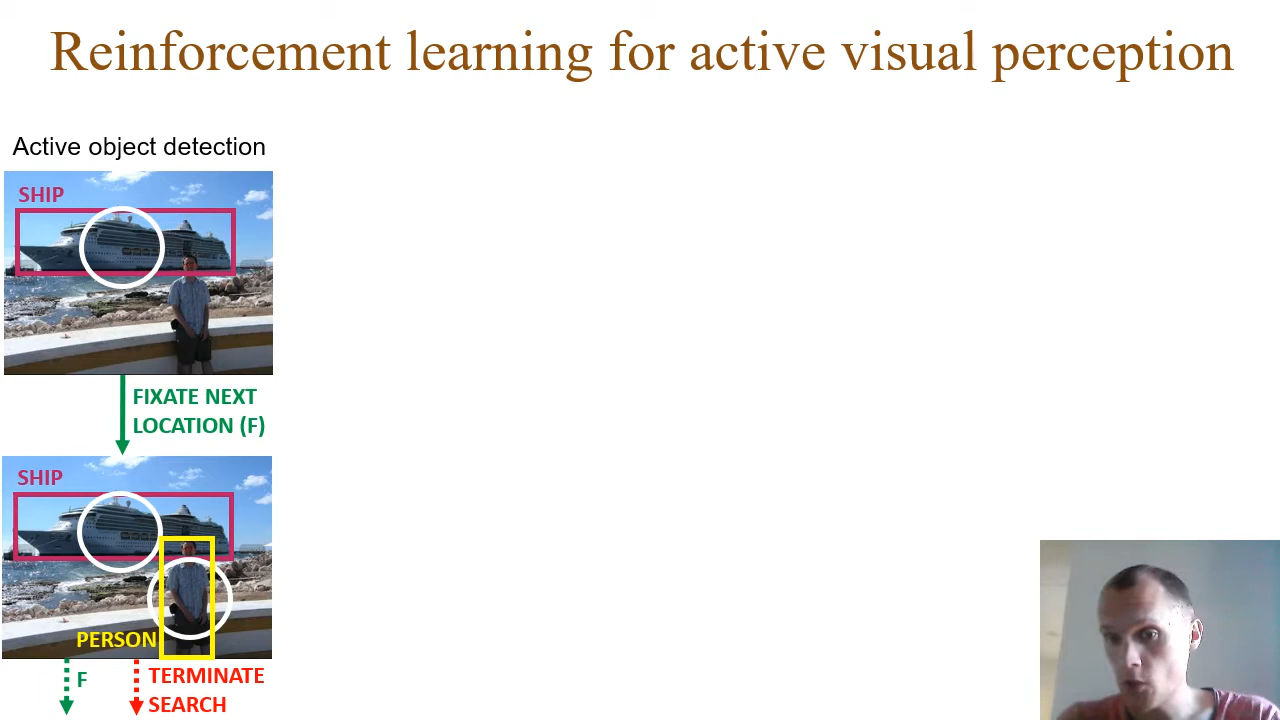 Reinforcement learning for active visual perception
Active object detection
SHIP
FIXATE NEXT
LOCATION (F)
SHIP
PERSON
F
TERMINATE
SEARCH